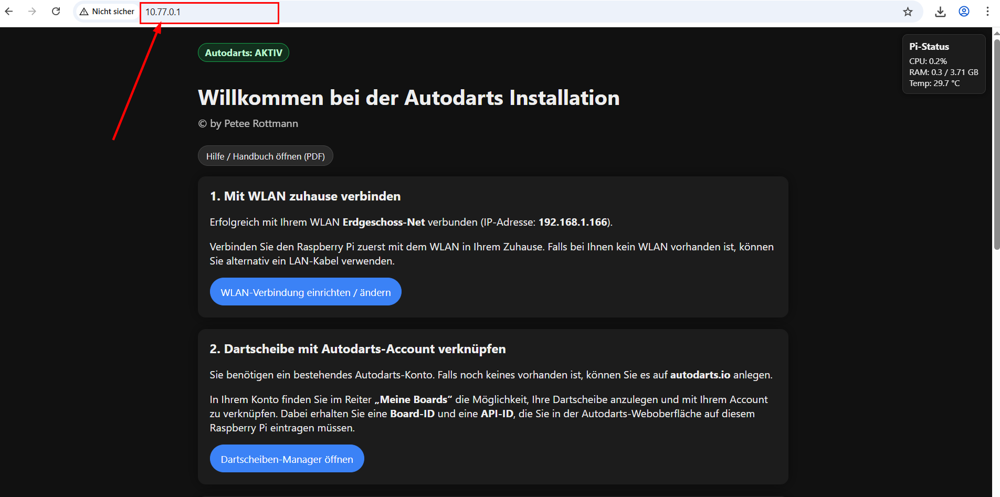 Nicht sicher
10.77.0.1
Autodarts: AKTIV
Pi-Status
CPU: 0.2%
RAM: 0.3 / 3.71 GB
Temp: 29.7 °C
Willkommen bei der Autodarts Installation
© by Petee Rottmann
Hilfe / Handbuch öffnen (PDF)
1. Mit WLAN zuhause verbinden
Erfolgreich mit Ihrem WLAN Erdgeschoss-Net verbunden (IP-Adresse: 192.168.1.166).
Verbinden Sie den Raspberry Pi zuerst mit dem WLAN in Ihrem Zuhause. Falls bei Ihnen kein WLAN vorhanden ist, können
Sie alternativ ein LAN-Kabel verwenden.
WLAN-Verbindung einrichten / ändern
2. Dartscheibe mit Autodarts-Account verknüpfen
Sie benötigen ein bestehendes Autodarts-Konto. Falls noch keines vorhanden ist, können Sie es auf autodarts.io anlegen.
In Ihrem Konto finden Sie im Reiter „Meine Boards“ die Möglichkeit, Ihre Dartscheibe anzulegen und mit Ihrem Account
zu verknüpfen. Dabei erhalten Sie eine Board-ID und eine API-ID, die Sie in der Autodarts-Weboberfläche auf diesem
Raspberry Pi eintragen müssen.
Dartscheiben-Manager öffnen